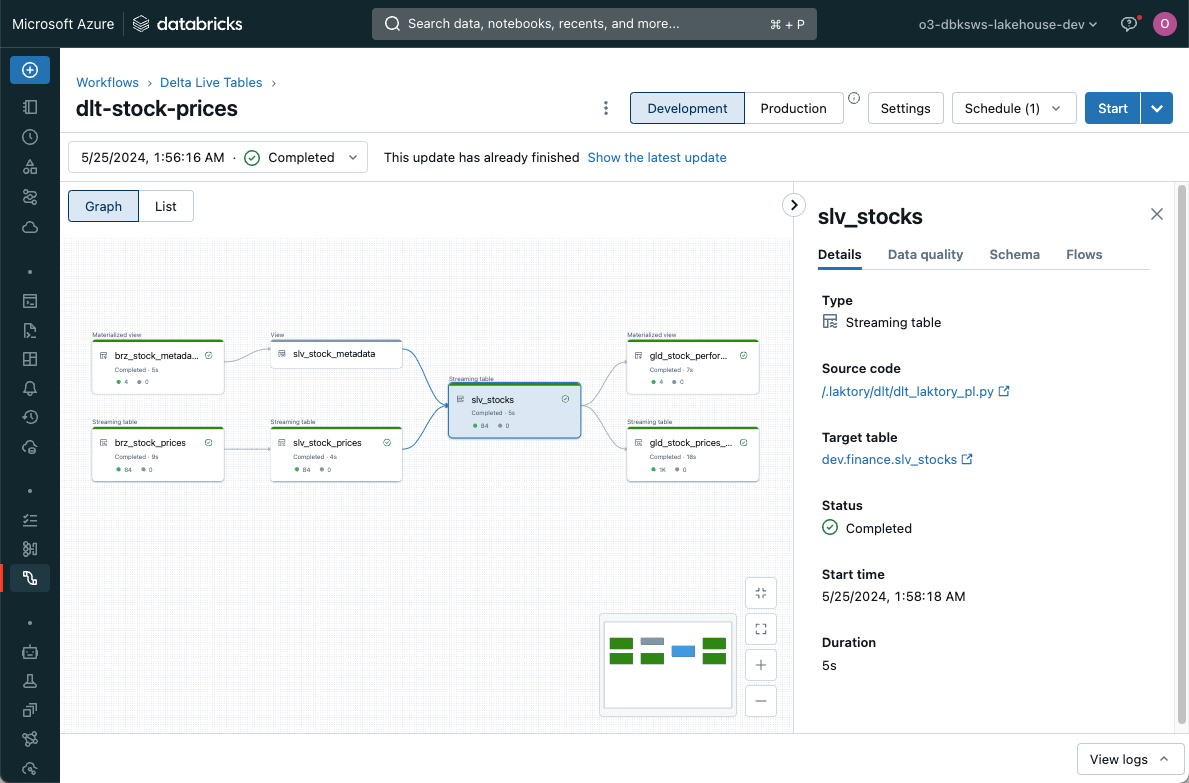 Microsoft Azure databricks Search data, notebooks, recents, and more... ⌘ + P o3-dbksws-lakehouse-dev O
Workflows › Delta Live Tables ›
dlt-stock-prices Development Production Settings Schedule (1) Start
5/25/2024, 1:56:16 AM · Completed This update has already finished Show the latest update
Graph List
Materialized view
brz_stock_metada...
Completed · 5s
4 0
View
slv_stock_metadata
Streaming table
brz_stock_prices
Completed · 9s
84 0
Streaming table
slv_stock_prices
Completed · 4s
84 0
Streaming table
slv_stocks
Completed · 5s
84 0
Materialized view
gld_stock_perfor...
Completed · 7s
4 0
Streaming table
gld_stock_prices_...
Completed · 18s
1K 0
slv_stocks
Details Data quality Schema Flows
Type
Streaming table
Source code
/.laktory/dlt/dlt_laktory_pl.py
Target table
dev.finance.slv_stocks
Status
Completed
Start time
5/25/2024, 1:58:18 AM
Duration
5s
View logs